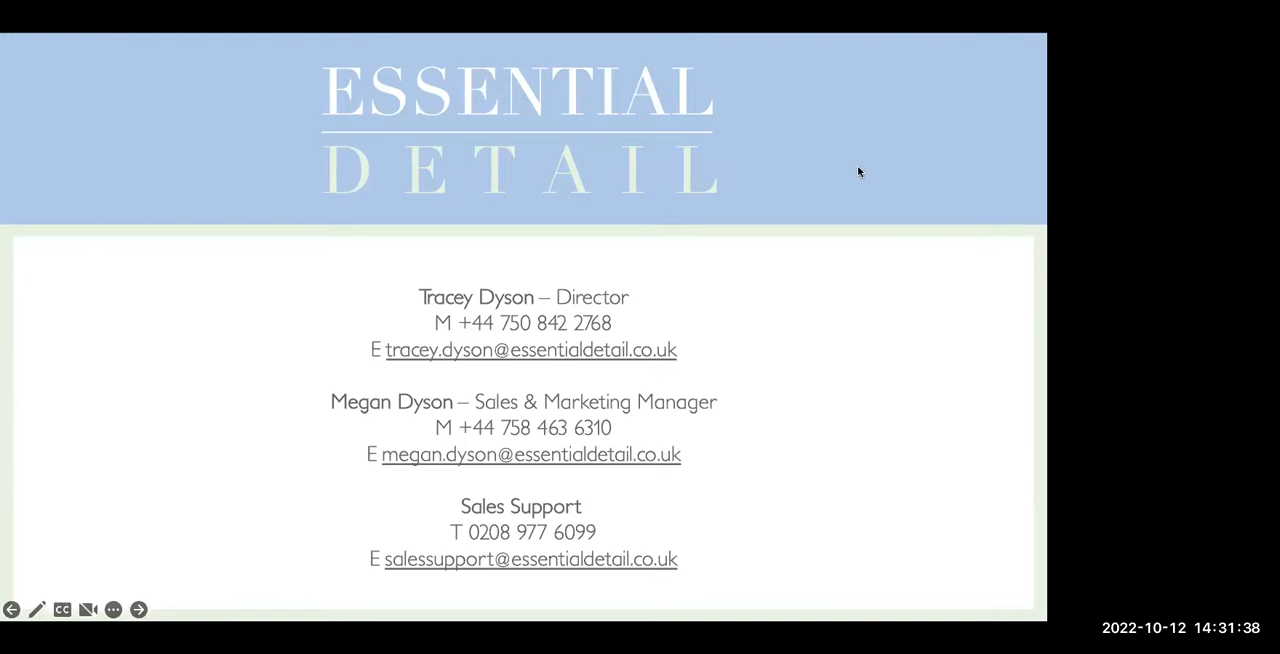 ESSENTIAL
DETAIL
Tracey Dyson – Director
M +44 750 842 2768
E tracey.dyson@essentialdetail.co.uk
Megan Dyson – Sales & Marketing Manager
M +44 758 463 6310
E megan.dyson@essentialdetail.co.uk
Sales Support
T 0208 977 6099
E salessupport@essentialdetail.co.uk
CC
2022-10-12 14:31:38